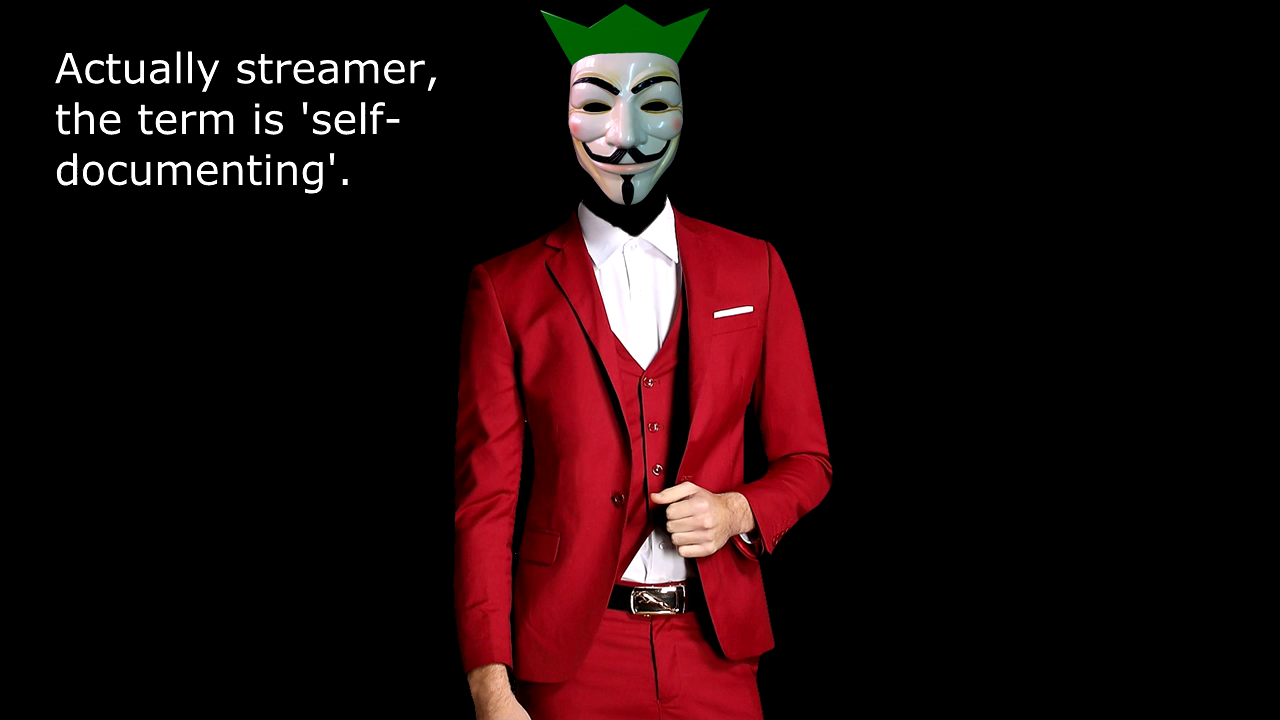 Actually streamer,
the term is 'self-
documenting'.